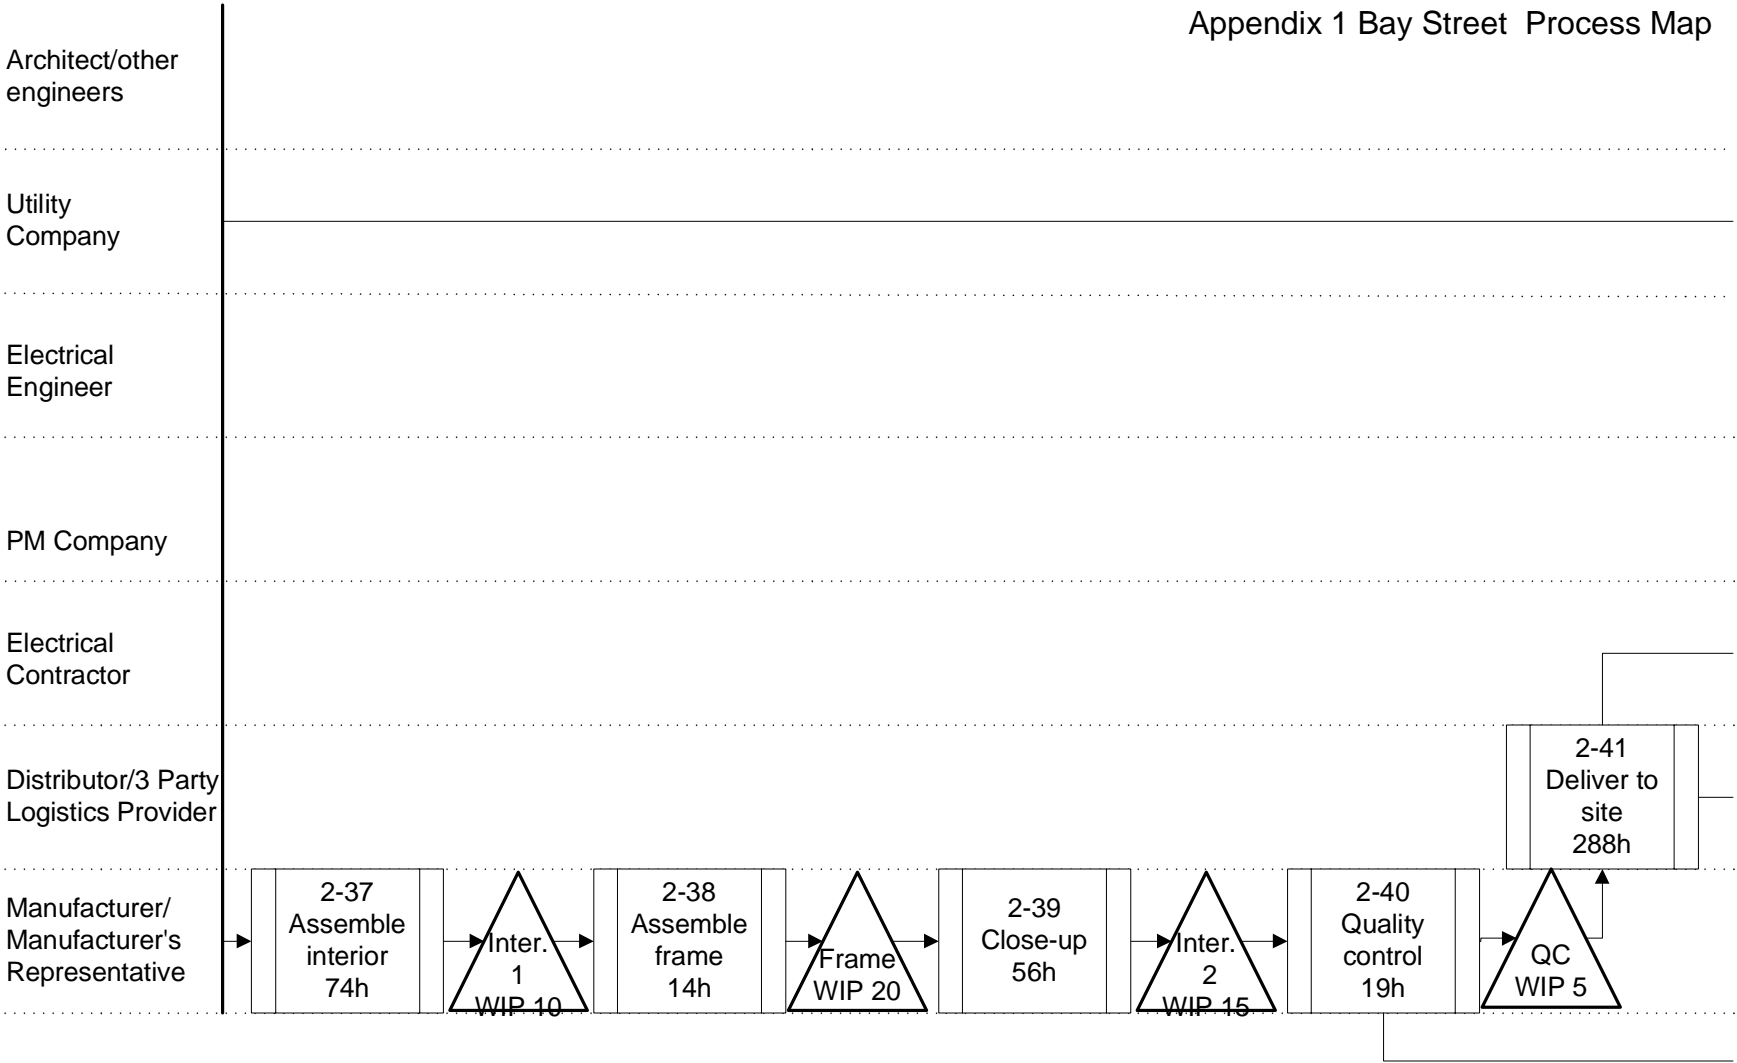 Appendix 1 Bay Street  Process Map
Architect/other
engineers
Utility
Company
Electrical
Engineer
PM Company
Electrical
Contractor
Distributor/3 Party
Logistics Provider
2-41
Deliver to
site
288h
Manufacturer/
Manufacturer's
Representative
2-37
Assemble
interior
74h
Inter.
1
WIP 10
2-38
Assemble
frame
14h
Frame
WIP 20
2-39
Close-up
56h
Inter.
2
WIP 15
2-40
Quality
control
19h
QC
WIP 5